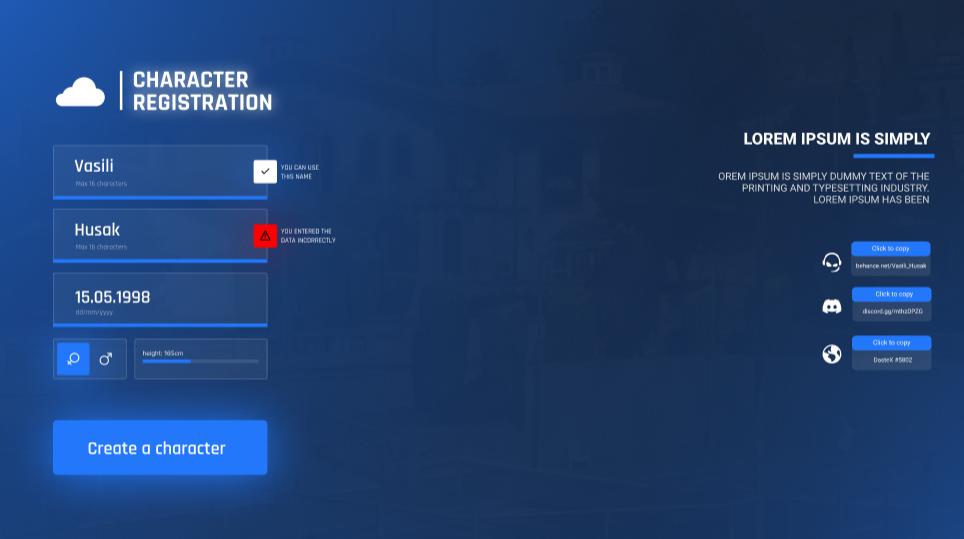 CHARACTER
REGISTRATION
Vasili
Max 16 characters
YOU CAN USE
THIS NAME
Husak
Max 16 characters
YOU ENTERED THE
DATA INCORRECTLY
15.05.1998
dd/mm/yyyy
height: 165cm
Create a character
LOREM IPSUM IS SIMPLY
OREM IPSUM IS SIMPLY DUMMY TEXT OF THE
PRINTING AND TYPESETTING INDUSTRY.
LOREM IPSUM HAS BEEN
Click to copy
behance.net/Vasili_Husak
Click to copy
discord.gg/mthzDPZG
Click to copy
DasteX #5802